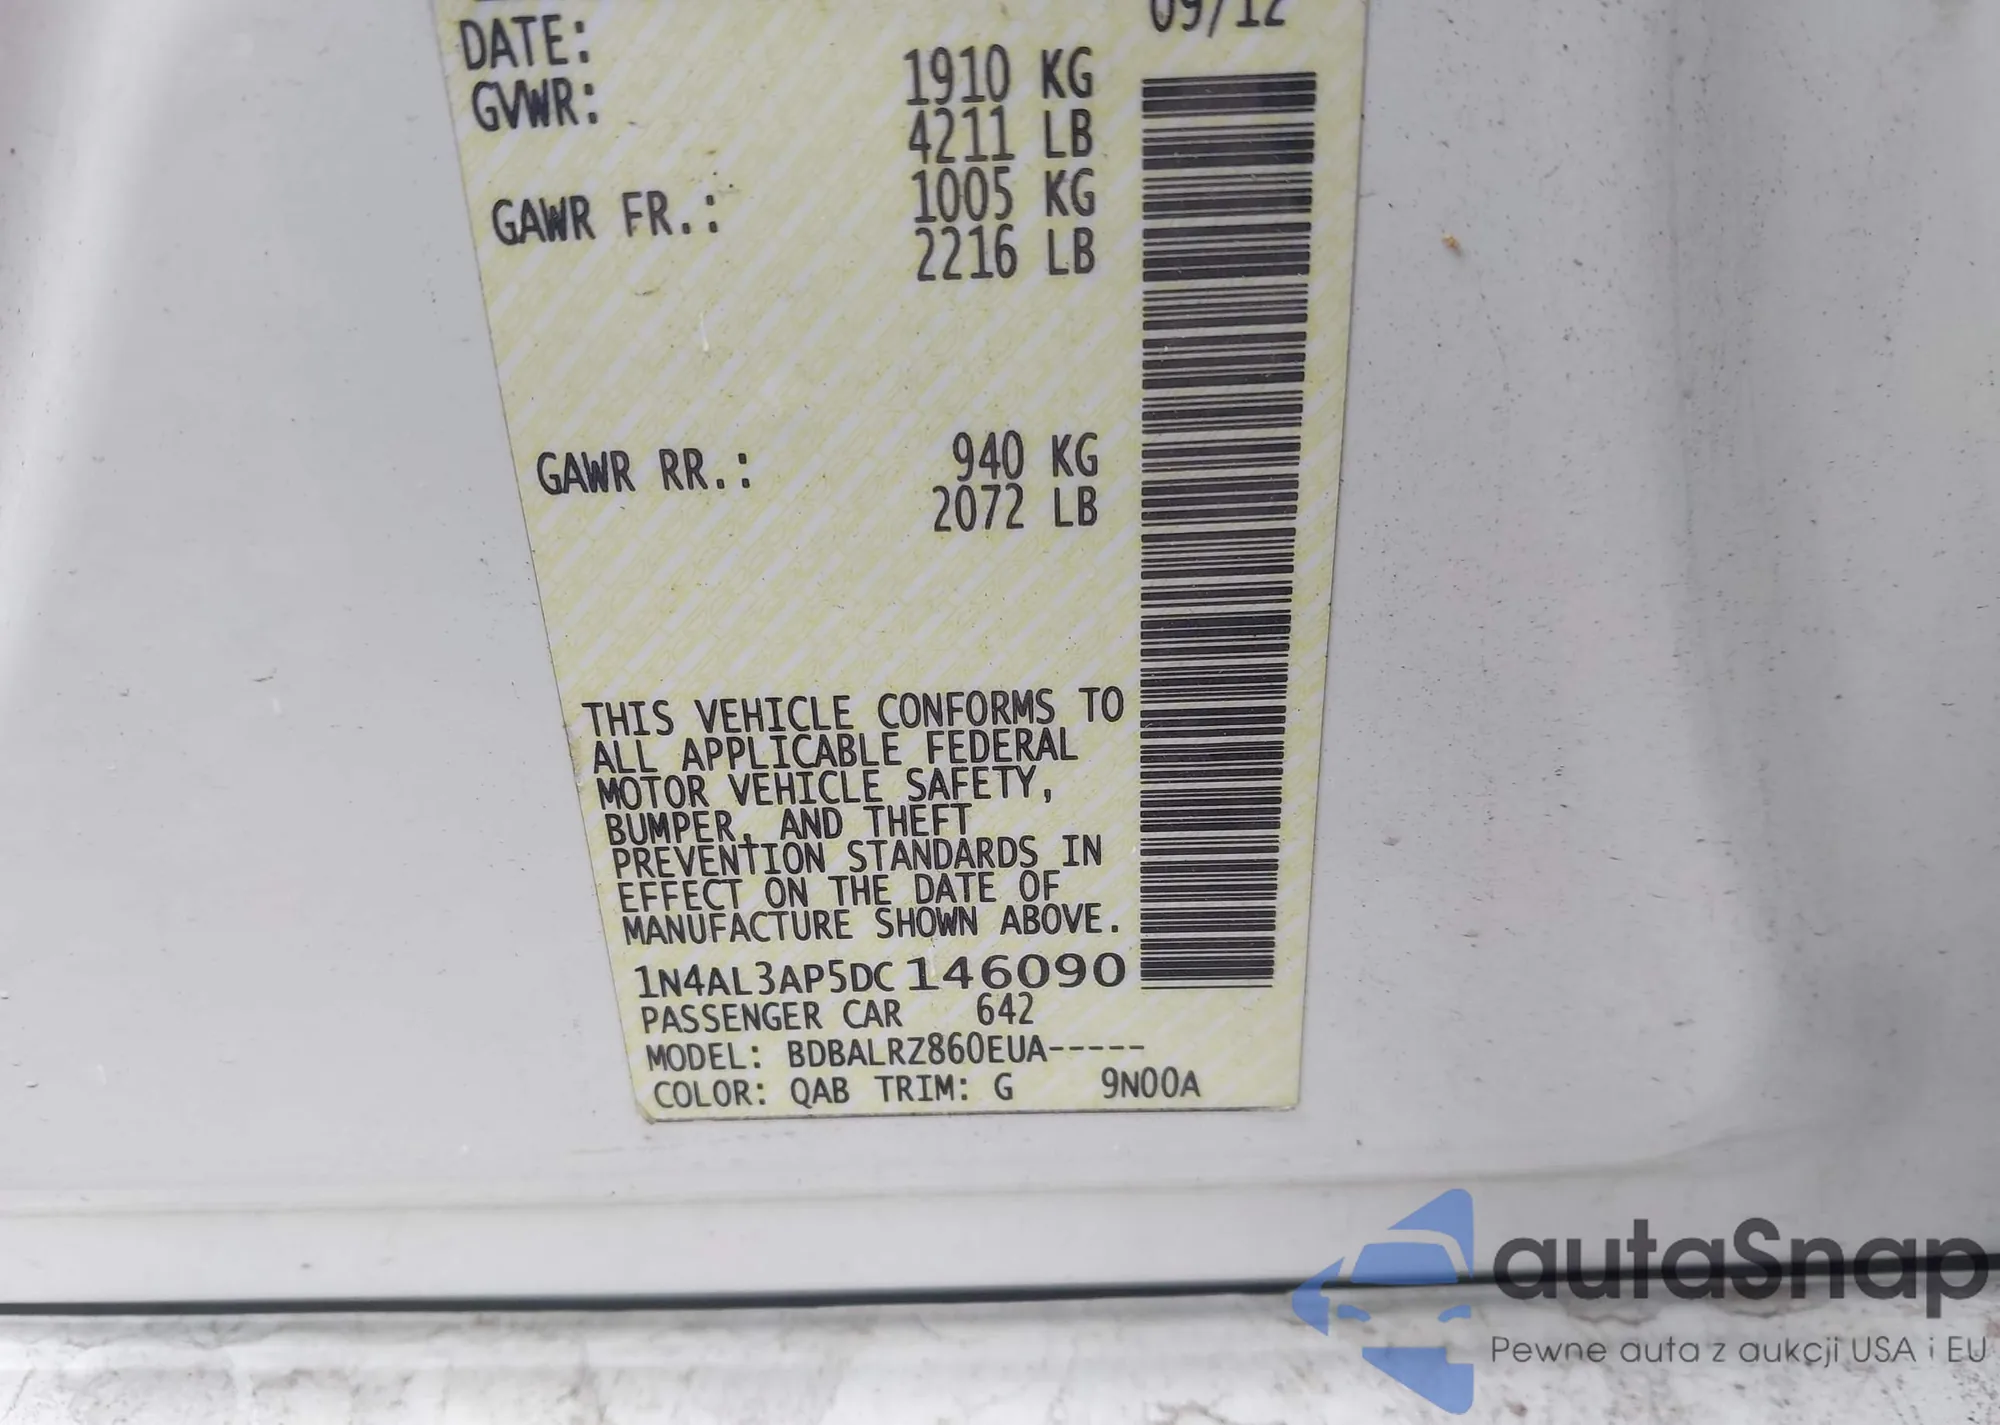 DATE: 09/12
GVWR: 1910 KG
4211 LB
GAWR FR.: 1005 KG
2216 LB
GAWR RR.: 940 KG
2072 LB
THIS VEHICLE CONFORMS TO
ALL APPLICABLE FEDERAL
MOTOR VEHICLE SAFETY,
BUMPER, AND THEFT
PREVENTION STANDARDS IN
EFFECT ON THE DATE OF
MANUFACTURE SHOWN ABOVE.
1N4AL3AP5DC146090
PASSENGER CAR 642
MODEL: BDBALRZ860EUA-----
COLOR: QAB TRIM: G 9N00A
autaSnap
Pewne auta z aukcji USA i EU